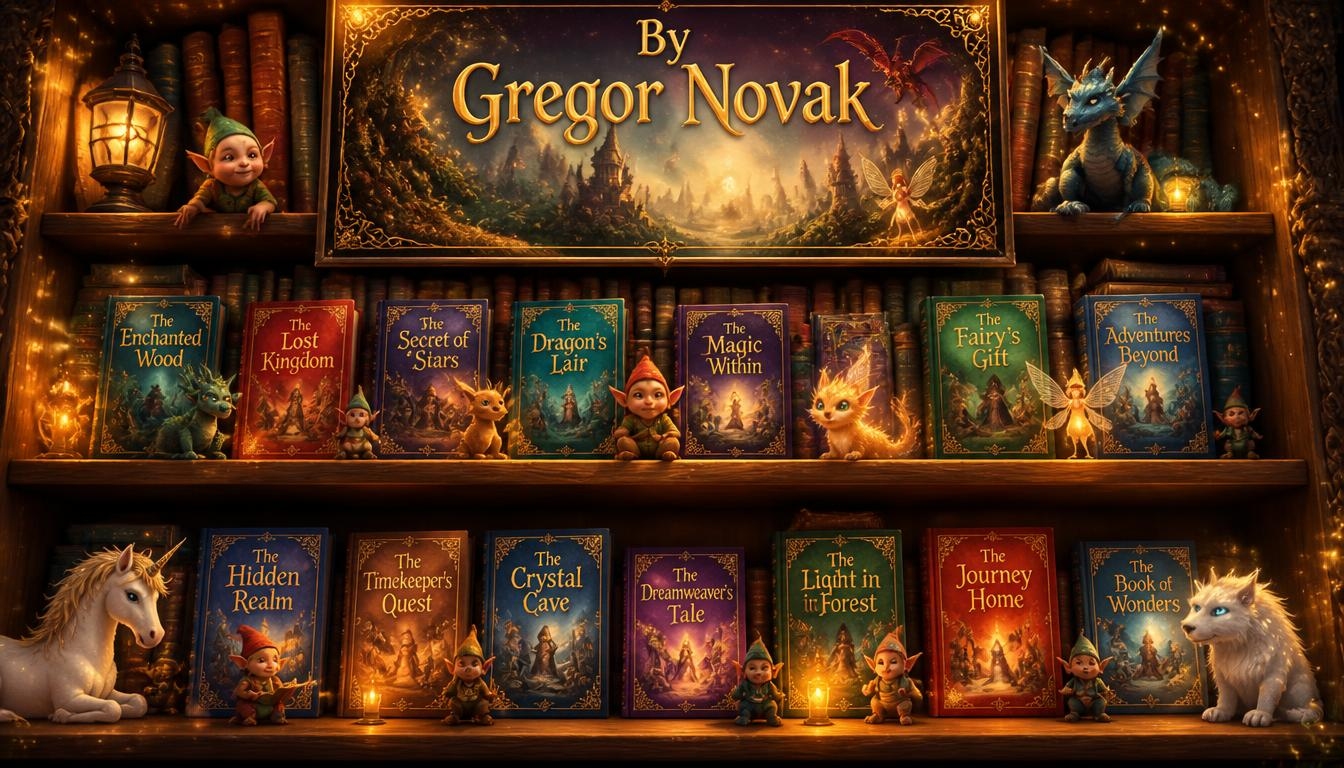 By
Gregor Novak
The
Enchanted
Wood
The
Lost
Kingdom
The
Secret of
Stars
The
Dragon's
Lair
The
Magic
Within
The
Fairy's
Gift
The
Adventures
Beyond
The
Hidden
Realm
The
Timekeeper's
Quest
The
Crystal
Cave
The
Dreamweaver's
Tale
The
Light in
in Forest
The
Journey
Home
The
Book of
Wonders